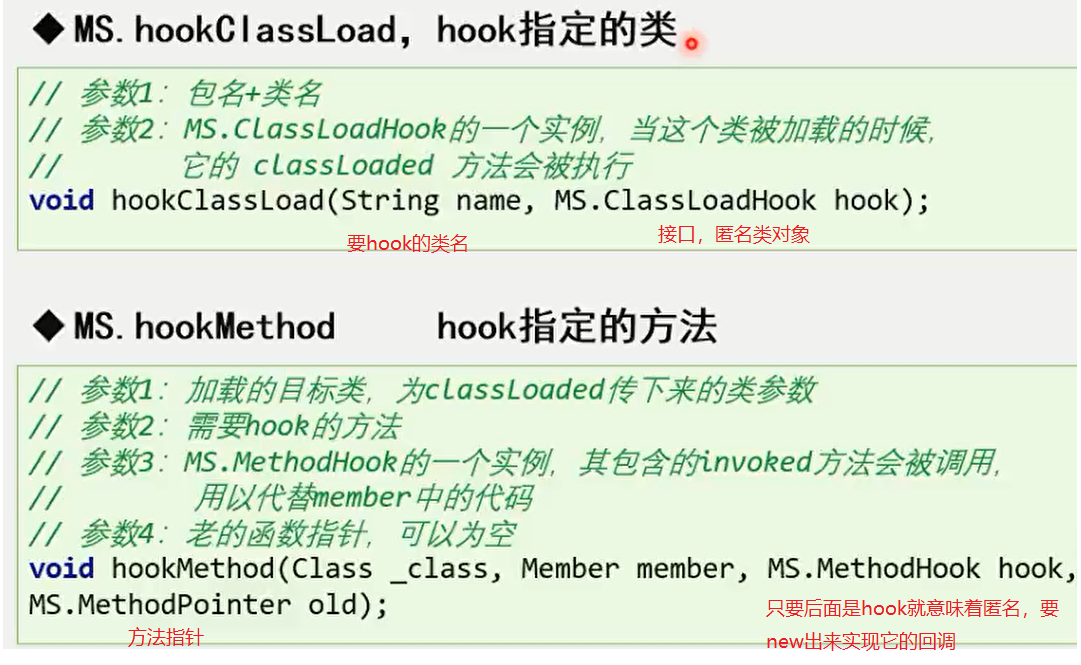 ◆MS.hookClassLoad，hook指定的类。
// 参数1：包名+类名
// 参数2：MS.ClassLoadHook的一个实例，当这个类被加载的时候，
// 它的 classLoaded 方法会被执行
void hookClassLoad(String name, MS.ClassLoadHook hook);
要hook的类名
接口，匿名类对象
◆MS.hookMethod hook指定的方法
// 参数1：加载的目标类，为classLoaded传下来的类参数
// 参数2：需要hook的方法
// 参数3：MS.MethodHook的一个实例，其包含的invoked方法会被调用，
// 用以代替member中的代码
// 参数4：老的函数指针，可以为空
void hookMethod(Class _class, Member member, MS.MethodHook hook,
MS.MethodPointer old);
方法指针
只要后面是hook就意味着匿名，要
new出来实现它的回调